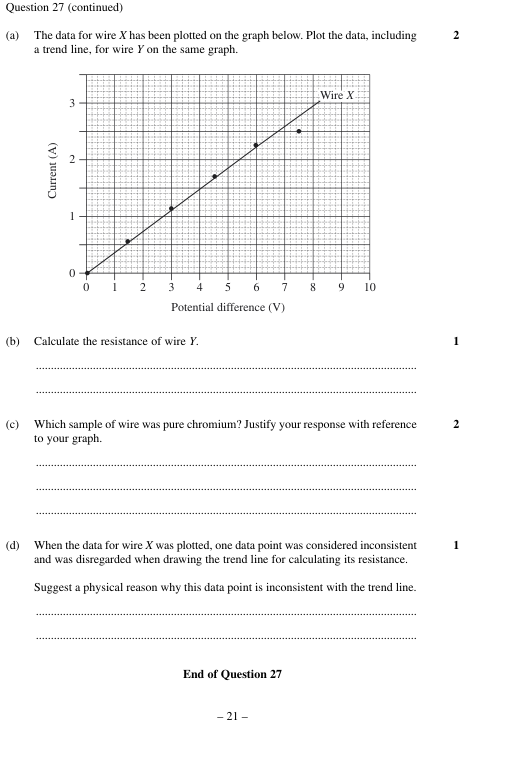 Question 27 (continued)
(a) The data for wire X has been plotted on the graph below. Plot the data, including 2
a trend line, for wire Y on the same graph.
Wire X
3
2
1
0
Current (A)
0 1 2 3 4 5 6 7 8 9 10
Potential difference (V)
(b) Calculate the resistance of wire Y. 1
(c) Which sample of wire was pure chromium? Justify your response with reference 2
to your graph.
(d) When the data for wire X was plotted, one data point was considered inconsistent 1
and was disregarded when drawing the trend line for calculating its resistance.
Suggest a physical reason why this data point is inconsistent with the trend line.
End of Question 27
– 21 –